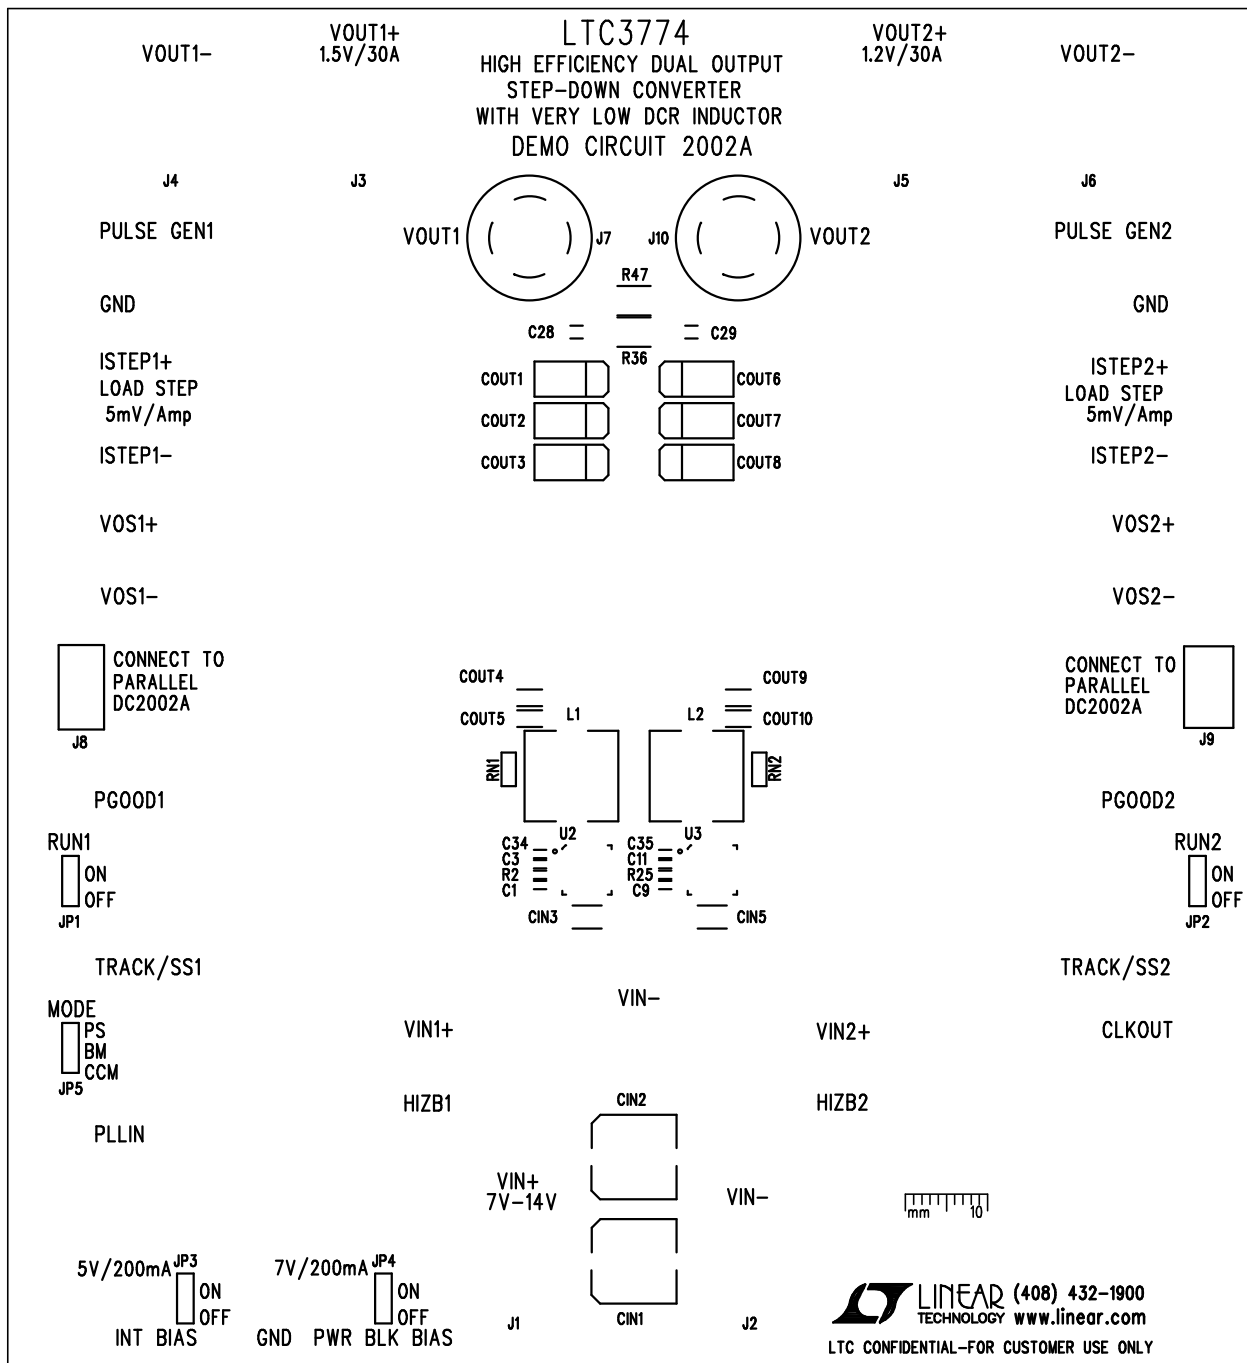 LTC3774
HIGH EFFICIENCY DUAL OUTPUT
STEP-DOWN CONVERTER
WITH VERY LOW DCR INDUCTOR
DEMO CIRCUIT 2002A
VOUT1-
VOUT1+
1.5V/30A
VOUT2+
1.2V/30A
VOUT2-
J4
J3
J5
J6
PULSE GEN1
VOUT1
J7
J10
VOUT2
PULSE GEN2
R47
GND
GND
C28
C29
R36
ISTEP1+
LOAD STEP
5mV/Amp
ISTEP1-
COUT1
COUT2
COUT3
COUT6
COUT7
COUT8
ISTEP2+
LOAD STEP
5mV/Amp
ISTEP2-
VOS1+
VOS2+
VOS1-
VOS2-
CONNECT TO
PARALLEL
DC2002A
J8
COUT4
COUT5
L1
L2
COUT9
COUT10
CONNECT TO
PARALLEL
DC2002A
J9
RN1
RN2
PGOOD1
PGOOD2
RUN1
ON
OFF
JP1
U2
C34
C3
R2
C1
CIN3
U3
C35
C11
R25
C9
CIN5
RUN2
ON
OFF
JP2
TRACK/SS1
TRACK/SS2
MODE
PS
BM
CCM
JP5
VIN-
VIN1+
VIN2+
CLKOUT
HIZB1
CIN2
HIZB2
PLLIN
VIN+
7V-14V
VIN-
mm 10
5V/200mA JP3
ON
OFF
INT BIAS
7V/200mA JP4
ON
OFF
GND PWR BLK BIAS
J1
CIN1
J2
LINEAR
TECHNOLOGY
(408) 432-1900
www.linear.com
LTC CONFIDENTIAL-FOR CUSTOMER USE ONLY